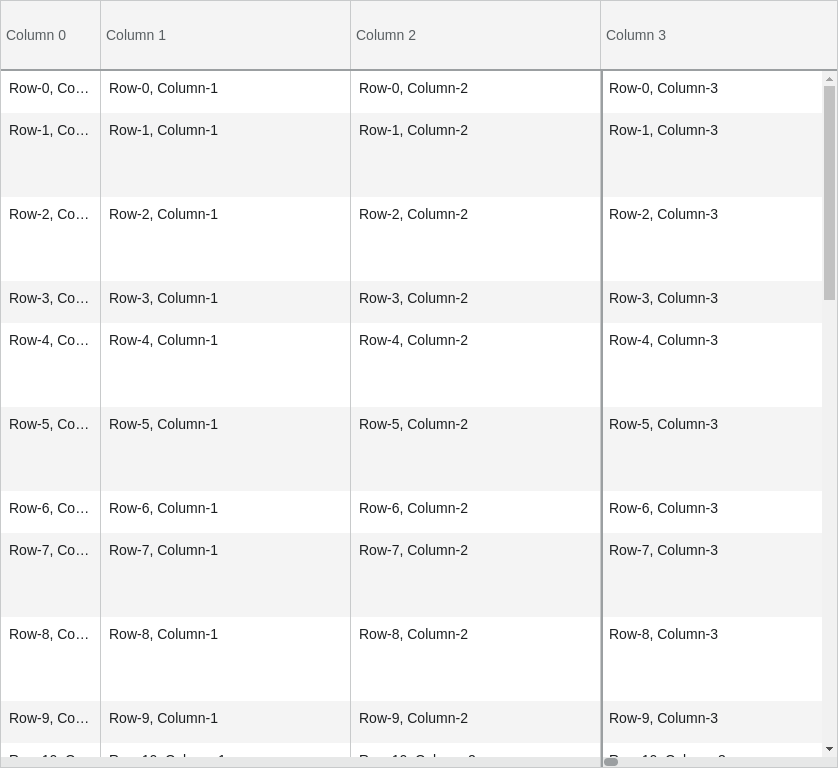 Column 0 Column 1 Column 2 Column 3
Row-0, Co... Row-0, Column-1 Row-0, Column-2 Row-0, Column-3
Row-1, Co... Row-1, Column-1 Row-1, Column-2 Row-1, Column-3
Row-2, Co... Row-2, Column-1 Row-2, Column-2 Row-2, Column-3
Row-3, Co... Row-3, Column-1 Row-3, Column-2 Row-3, Column-3
Row-4, Co... Row-4, Column-1 Row-4, Column-2 Row-4, Column-3
Row-5, Co... Row-5, Column-1 Row-5, Column-2 Row-5, Column-3
Row-6, Co... Row-6, Column-1 Row-6, Column-2 Row-6, Column-3
Row-7, Co... Row-7, Column-1 Row-7, Column-2 Row-7, Column-3
Row-8, Co... Row-8, Column-1 Row-8, Column-2 Row-8, Column-3
Row-9, Co... Row-9, Column-1 Row-9, Column-2 Row-9, Column-3